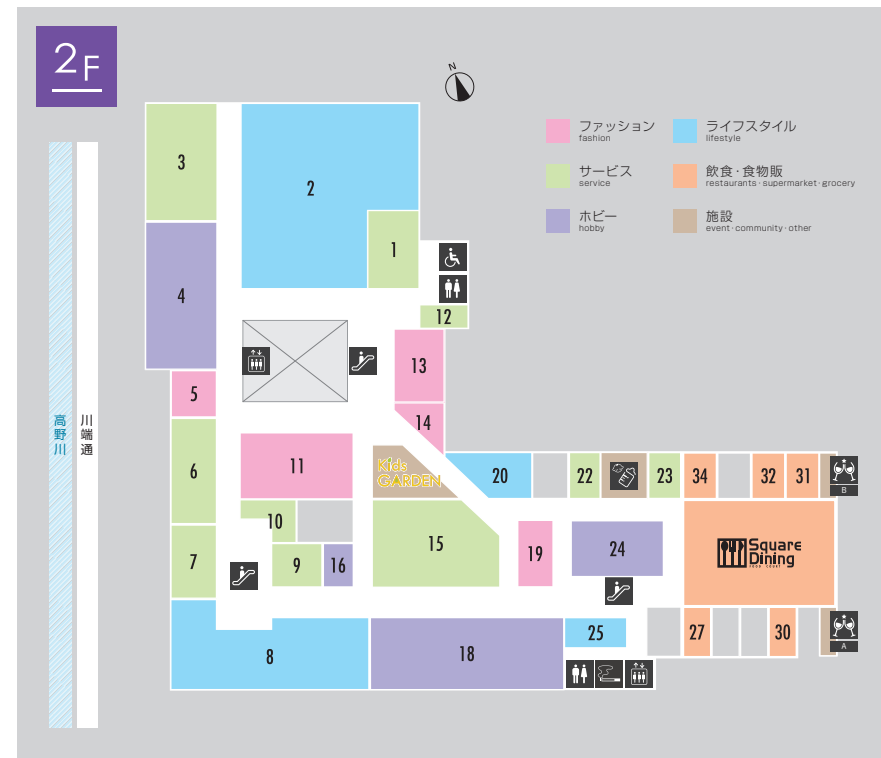 2F
N
ファッション
fashion
ライフスタイル
lifestyle
サービス
service
飲食・食物販
restaurants・supermarket・grocery
ホビー
hobby
施設
event・community・other
高野川
川端通
3
2
1
4
12
13
5
14
11
Kids
GARDEN
6
20
22
23
34
32
31
B
10
15
19
24
Square
Dining
FOOD COURT
7
9
16
8
18
25
27
30
A